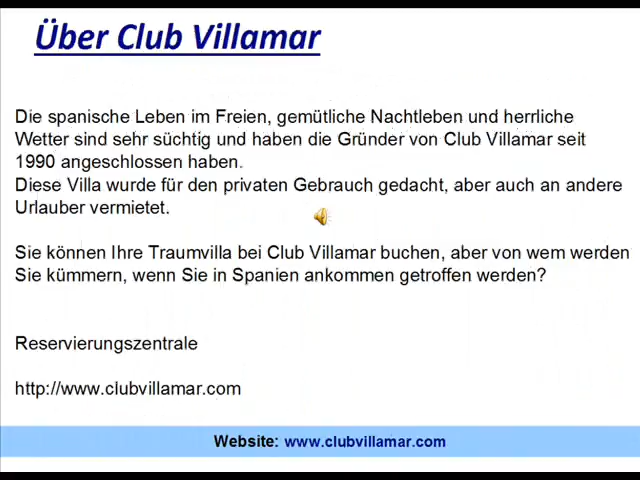 Über Club Villamar
Die spanische Leben im Freien, gemütliche Nachtleben und herrliche
Wetter sind sehr süchtig und haben die Gründer von Club Villamar seit
1990 angeschlossen haben.
Diese Villa wurde für den privaten Gebrauch gedacht, aber auch an andere
Urlauber vermietet.
Sie können Ihre Traumvilla bei Club Villamar buchen, aber von wem werden
Sie kümmern, wenn Sie in Spanien ankommen getroffen werden?
Reservierungszentrale
http://www.clubvillamar.com
Website: www.clubvillamar.com